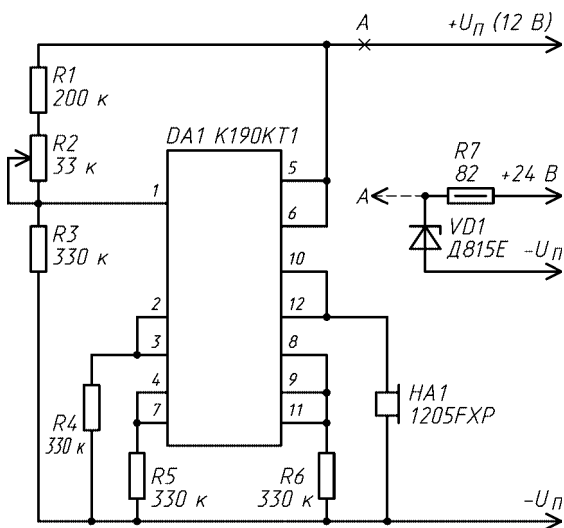 A
+Uп (12 В)
R1
200 к
DA1 К190КТ1
R2
33 к
R7
82
+24 В
5
A
1
6
VD1
Д815Е
−Uп
R3
330 к
10
2
12
3
8
4
9
HA1
1205FXP
R4
330 к
7
11
R5
330 к
R6
330 к
−Uп